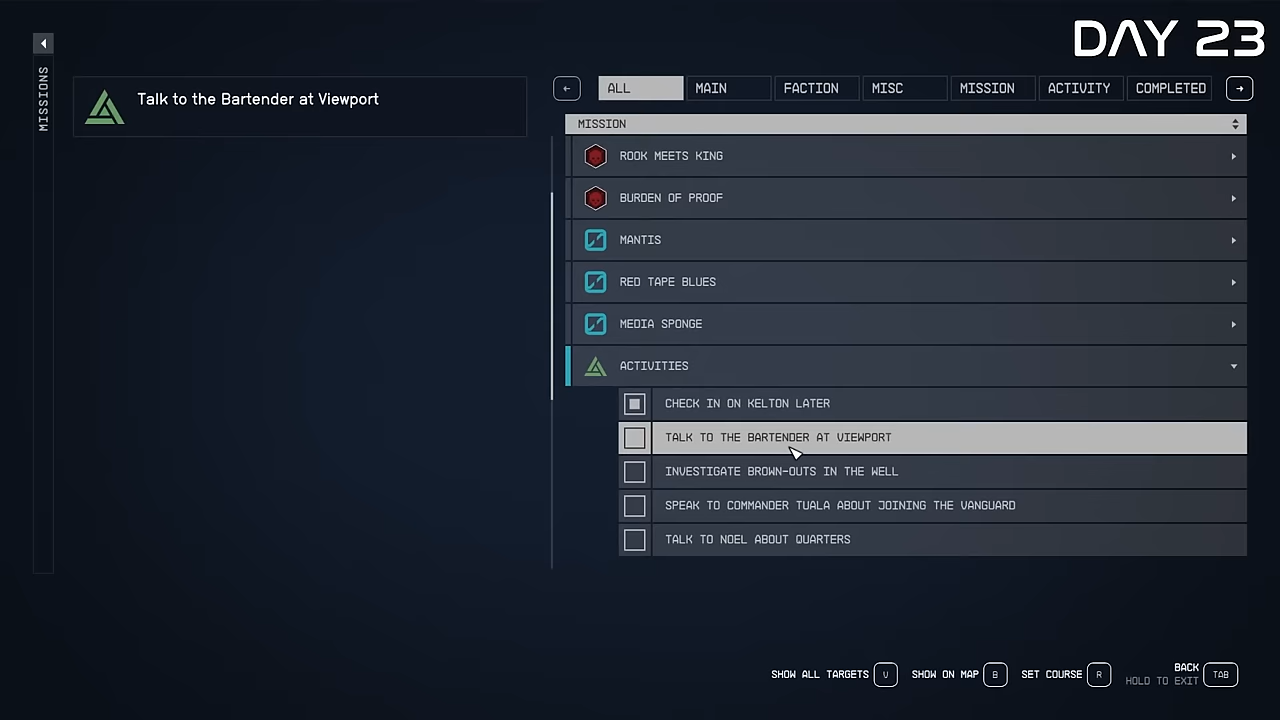 DAY 23
MISSIONS
Talk to the Bartender at Viewport
ALL MAIN FACTION MISC MISSION ACTIVITY COMPLETED
MISSION
ROOK MEETS KING
BURDEN OF PROOF
MANTIS
RED TAPE BLUES
MEDIA SPONGE
ACTIVITIES
CHECK IN ON KELTON LATER
TALK TO THE BARTENDER AT VIEWPORT
INVESTIGATE BROWN-OUTS IN THE WELL
SPEAK TO COMMANDER TUALA ABOUT JOINING THE VANGUARD
TALK TO NOEL ABOUT QUARTERS
SHOW ALL TARGETS V SHOW ON MAP B SET COURSE R BACK HOLD TO EXIT TAB